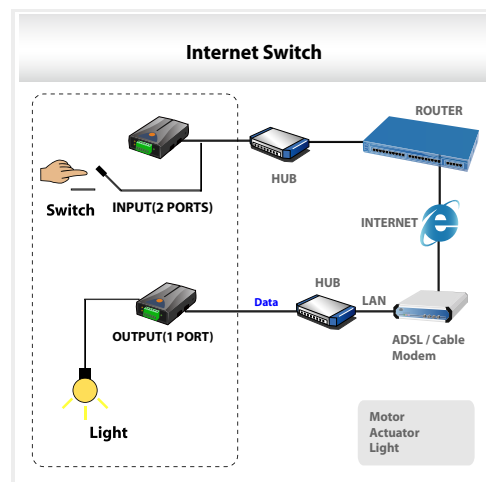 Internet Switch
ROUTER
HUB
Switch
INPUT(2 PORTS)
INTERNET
HUB
Data
LAN
OUTPUT(1 PORT)
ADSL / Cable
Modem
Light
Motor
Actuator
Light